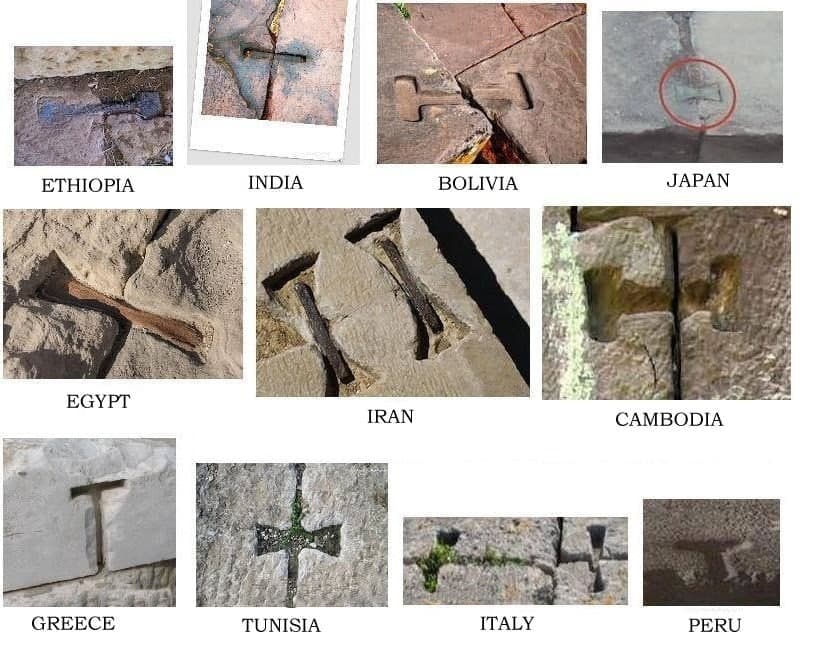 ETHIOPIA
INDIA
BOLIVIA
JAPAN
EGYPT
IRAN
CAMBODIA
GREECE
TUNISIA
ITALY
PERU